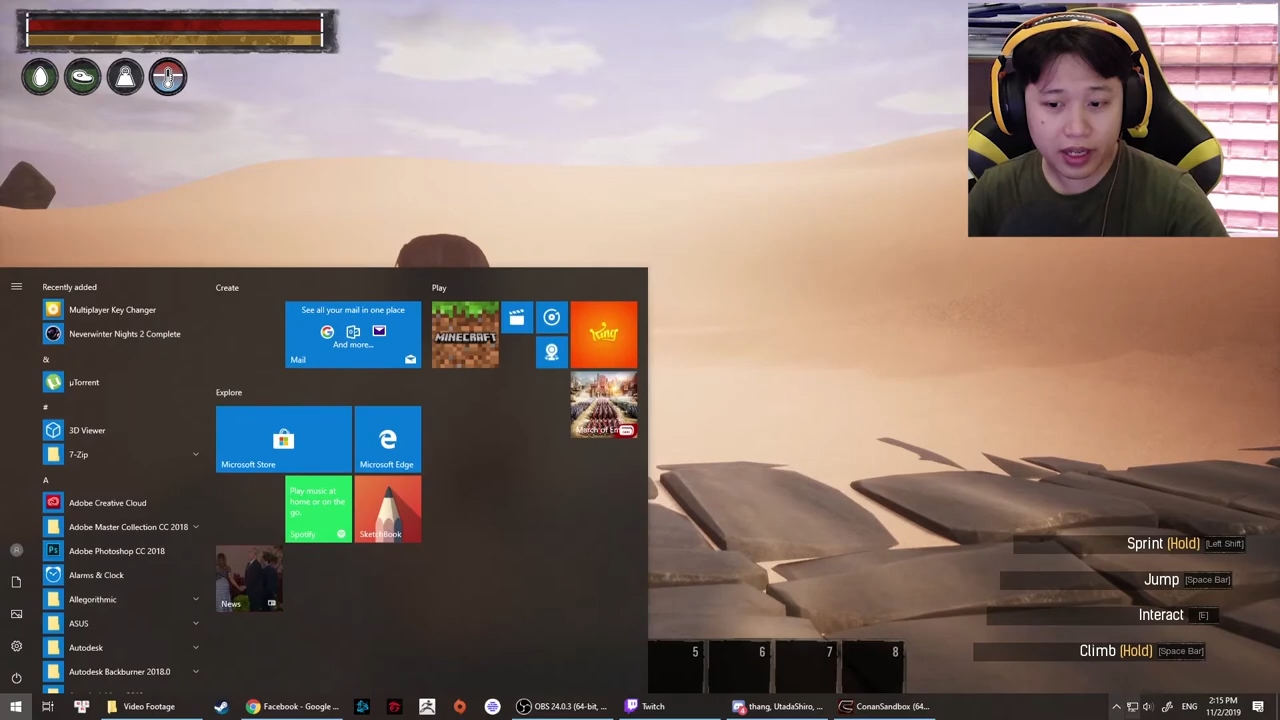 Recently added
Multiplayer Key Changer
Neverwinter Nights 2 Complete
&
µTorrent
#
3D Viewer
7-Zip
A
Adobe Creative Cloud
Adobe Master Collection CC 2018
Adobe Photoshop CC 2018
Alarms & Clock
Allegorithmic
ASUS
Autodesk
Autodesk Backburner 2018.0
Create
See all your mail in one place
And more...
Mail
Explore
Microsoft Store
Microsoft Edge
Play music at
home or on the
go.
Spotify
SketchBook
News
Play
MINECRAFT
King
March of Em
Sprint (Hold) [Left Shift]
Jump [Space Bar]
Interact [E]
Climb (Hold) [Space Bar]
5 6 7 8
Video Footage
Facebook - Google ...
OBS 24.0.3 (64-bit, ...
Twitch
thang, UtadaShiro, ...
ConanSandbox (64...
ENG
2:15 PM
11/2/2019